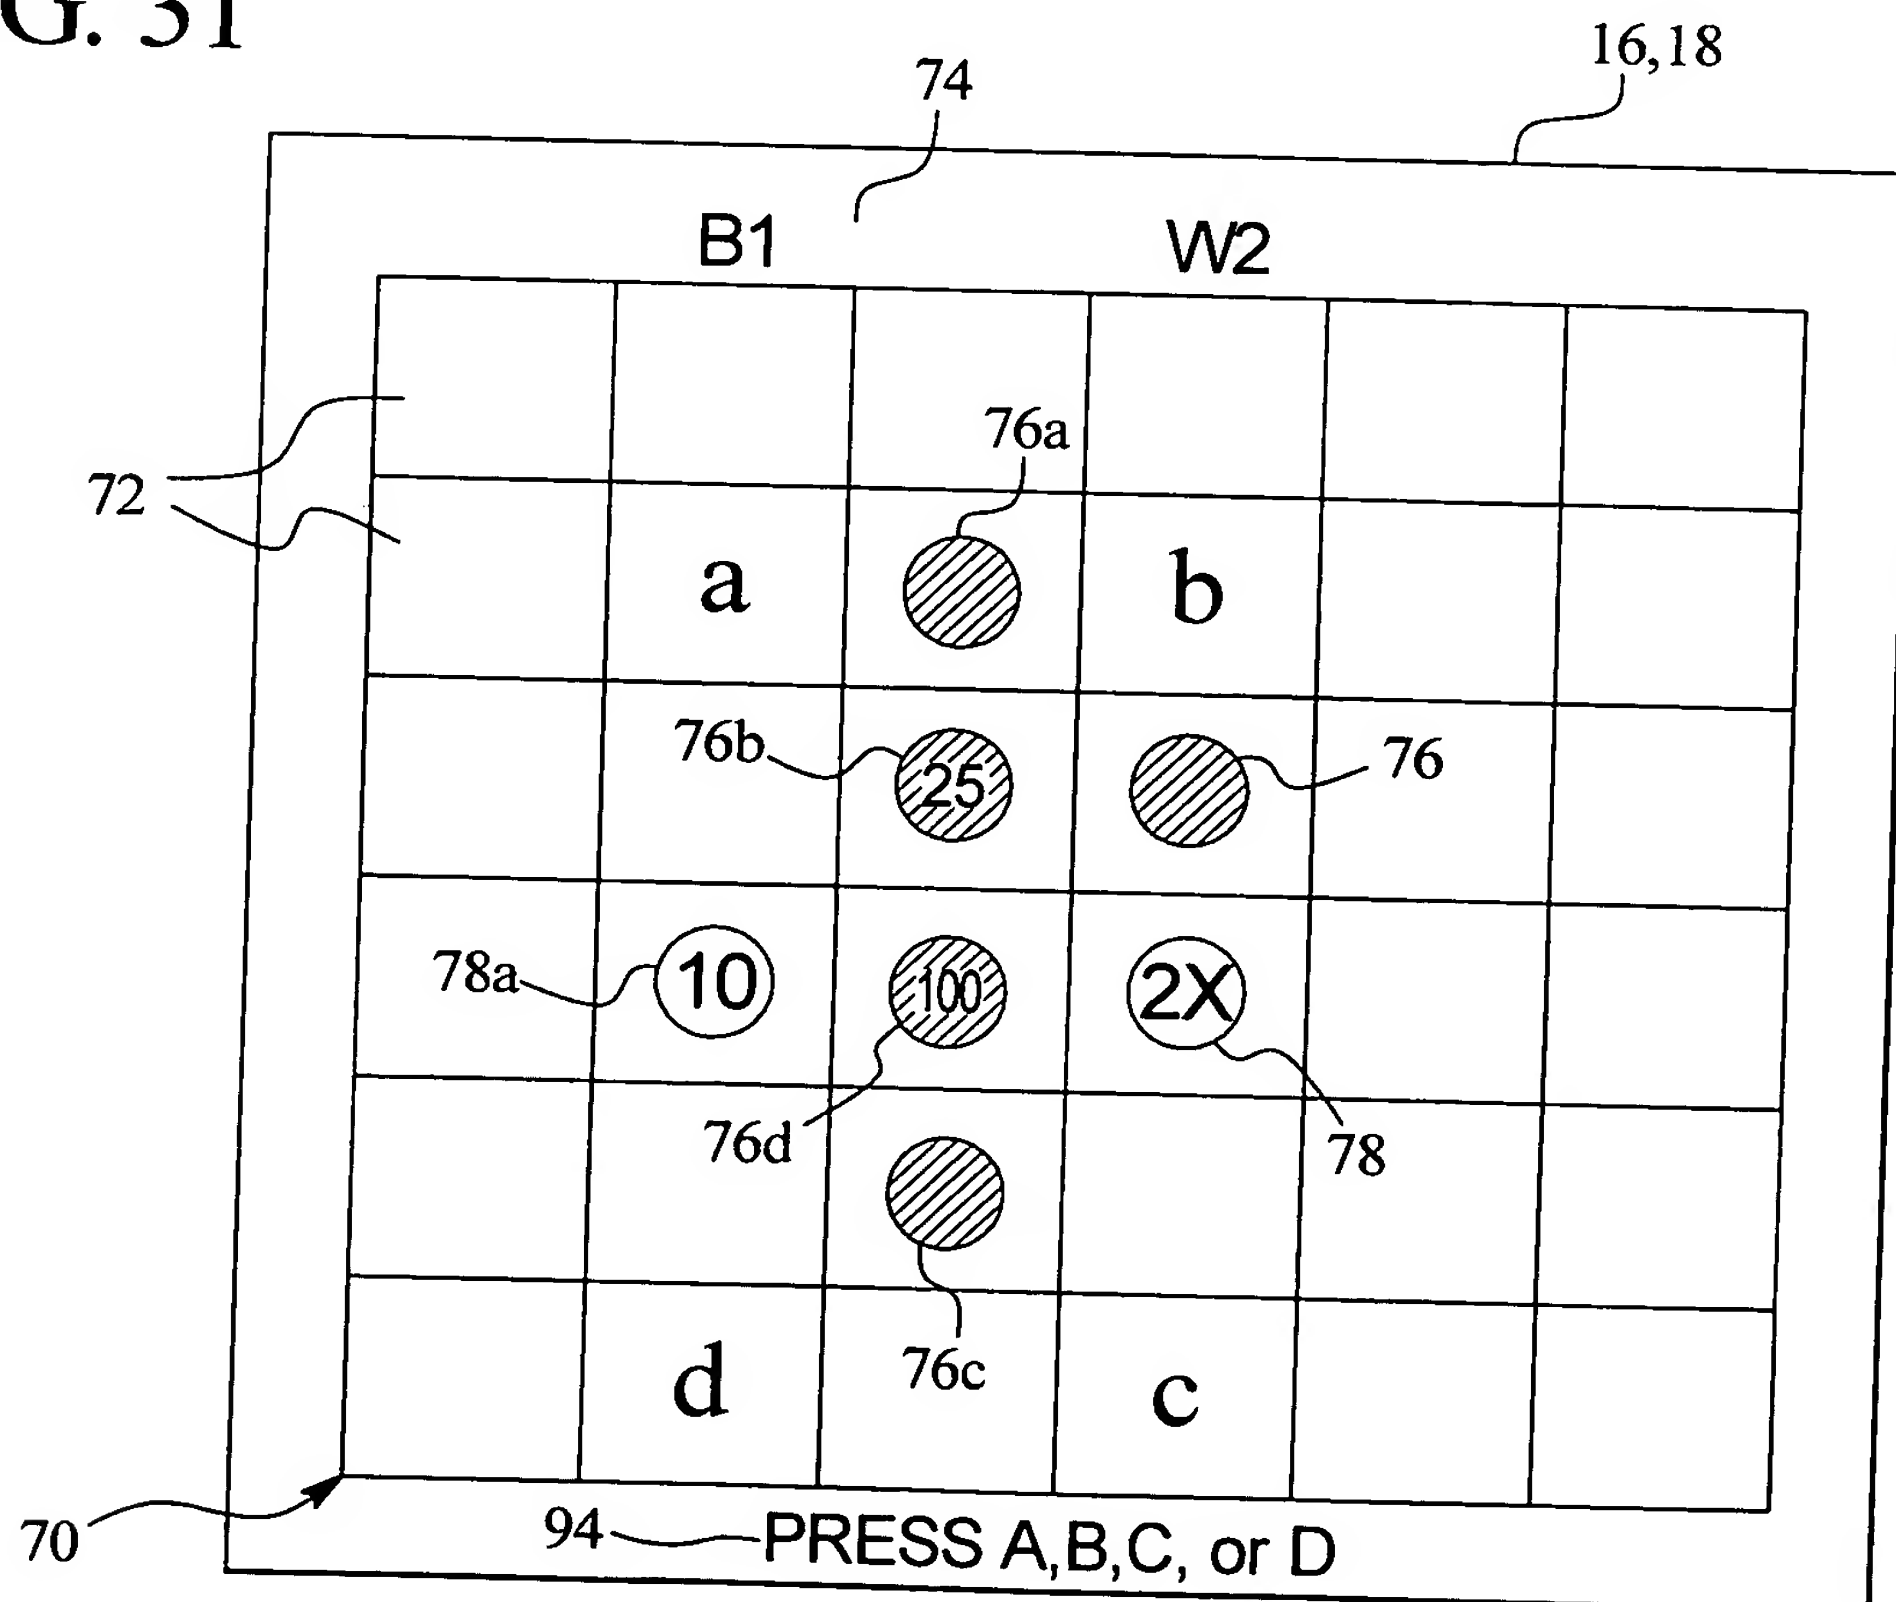 G. 31
16,18
74
B1 W2
76a
72
a b
76b 25 76
78a 10 100 2X
76d 78
76c
d c
70
94 PRESS A,B,C, or D